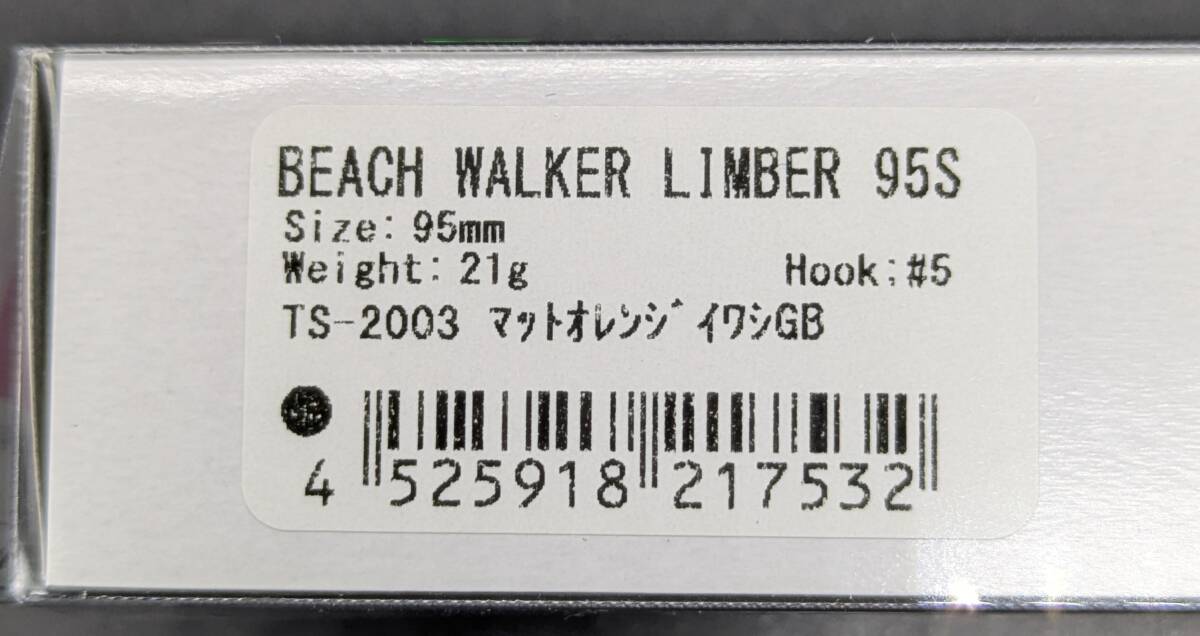 BEACH WALKER LIMBER 95S
Size: 95mm
Weight: 21g Hook:#5
TS-2003 ﾏｯﾄｵﾚﾝｼﾞｲﾜｼGB
4 525918 217532